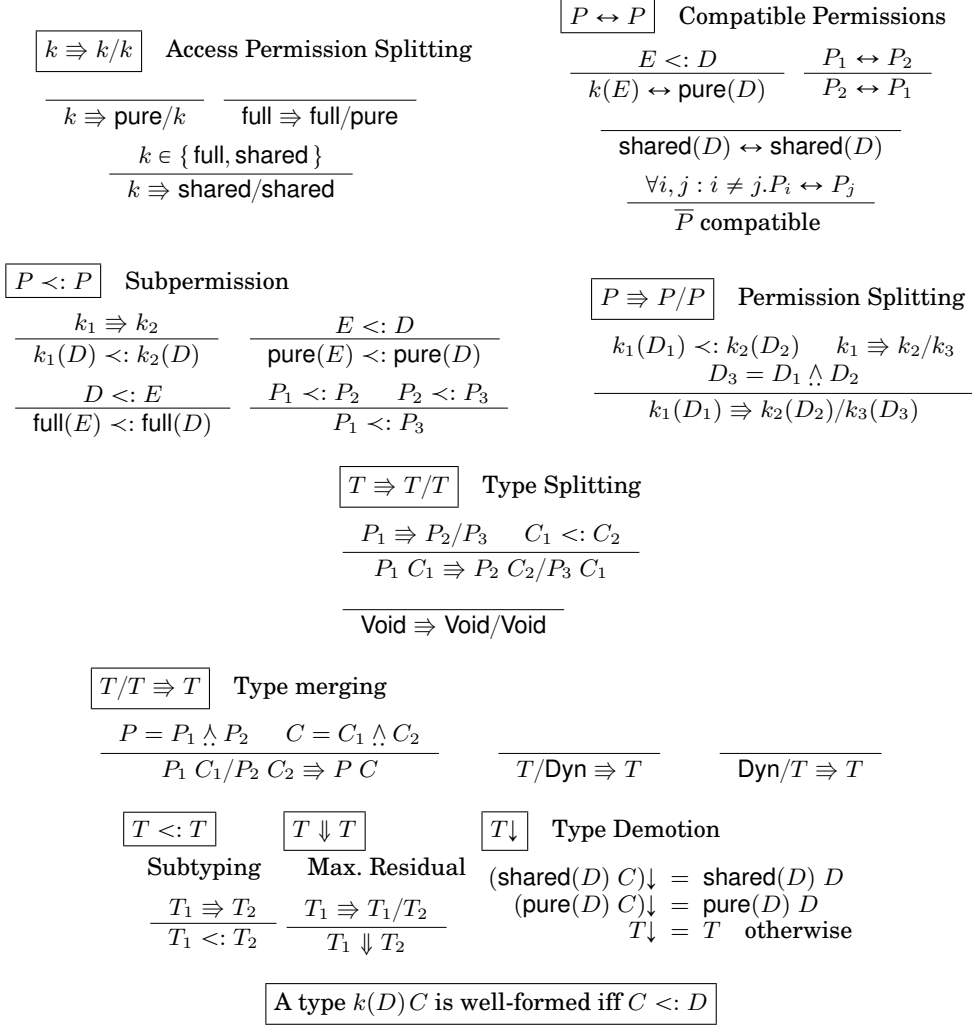 k ⇛ k/k Access Permission Splitting
k ⇛ pure/k full ⇛ full/pure
k ∈ { full, shared }
k ⇛ shared/shared
P ↔ P Compatible Permissions
E <: D P₁ ↔ P₂
k(E) ↔ pure(D) P₂ ↔ P₁
shared(D) ↔ shared(D)
∀i, j : i ≠ j.Pᵢ ↔ Pⱼ
P̅ compatible
P <: P Subpermission
k₁ ⇛ k₂ E <: D
k₁(D) <: k₂(D) pure(E) <: pure(D)
D <: E P₁ <: P₂ P₂ <: P₃
full(E) <: full(D) P₁ <: P₃
P ⇛ P/P Permission Splitting
k₁(D₁) <: k₂(D₂) k₁ ⇛ k₂/k₃
D₃ = D₁ ⩑ D₂
k₁(D₁) ⇛ k₂(D₂)/k₃(D₃)
T ⇛ T/T Type Splitting
P₁ ⇛ P₂/P₃ C₁ <: C₂
P₁ C₁ ⇛ P₂ C₂/P₃ C₁
Void ⇛ Void/Void
T/T ⇛ T Type merging
P = P₁ ⩑ P₂ C = C₁ ⩑ C₂
P₁ C₁/P₂ C₂ ⇛ P C T/Dyn ⇛ T Dyn/T ⇛ T
T <: T
Subtyping
T₁ ⇛ T₂
T₁ <: T₂
T ⇓ T
Max. Residual
T₁ ⇛ T₁/T₂
T₁ ⇓ T₂
T↓ Type Demotion
(shared(D) C)↓ = shared(D) D
(pure(D) C)↓ = pure(D) D
T↓ = T otherwise
A type k(D) C is well-formed iff C <: D